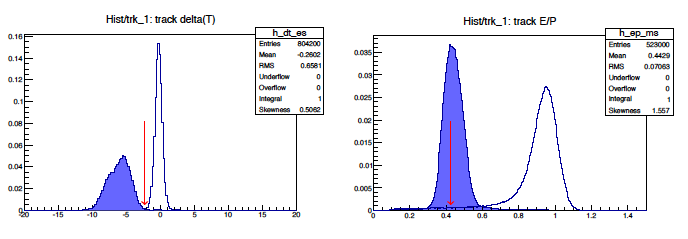 Hist/trk_1: track delta(T)
h_dt_es
Entries 804200
Mean -0.2602
RMS 0.6581
Underflow 0
Overflow 0
Integral 1
Skewness 0.5062
0.16
0.14
0.12
0.1
0.08
0.06
0.04
0.02
0
-20 -15 -10 -5 0 5 10 15 20
Hist/trk_1: track E/P
h_ep_ms
Entries 523000
Mean 0.4429
RMS 0.07063
Underflow 0
Overflow 0
Integral 1
Skewness 1.557
0.035
0.03
0.025
0.02
0.015
0.01
0.005
0
0 0.2 0.4 0.6 0.8 1 1.2 1.4